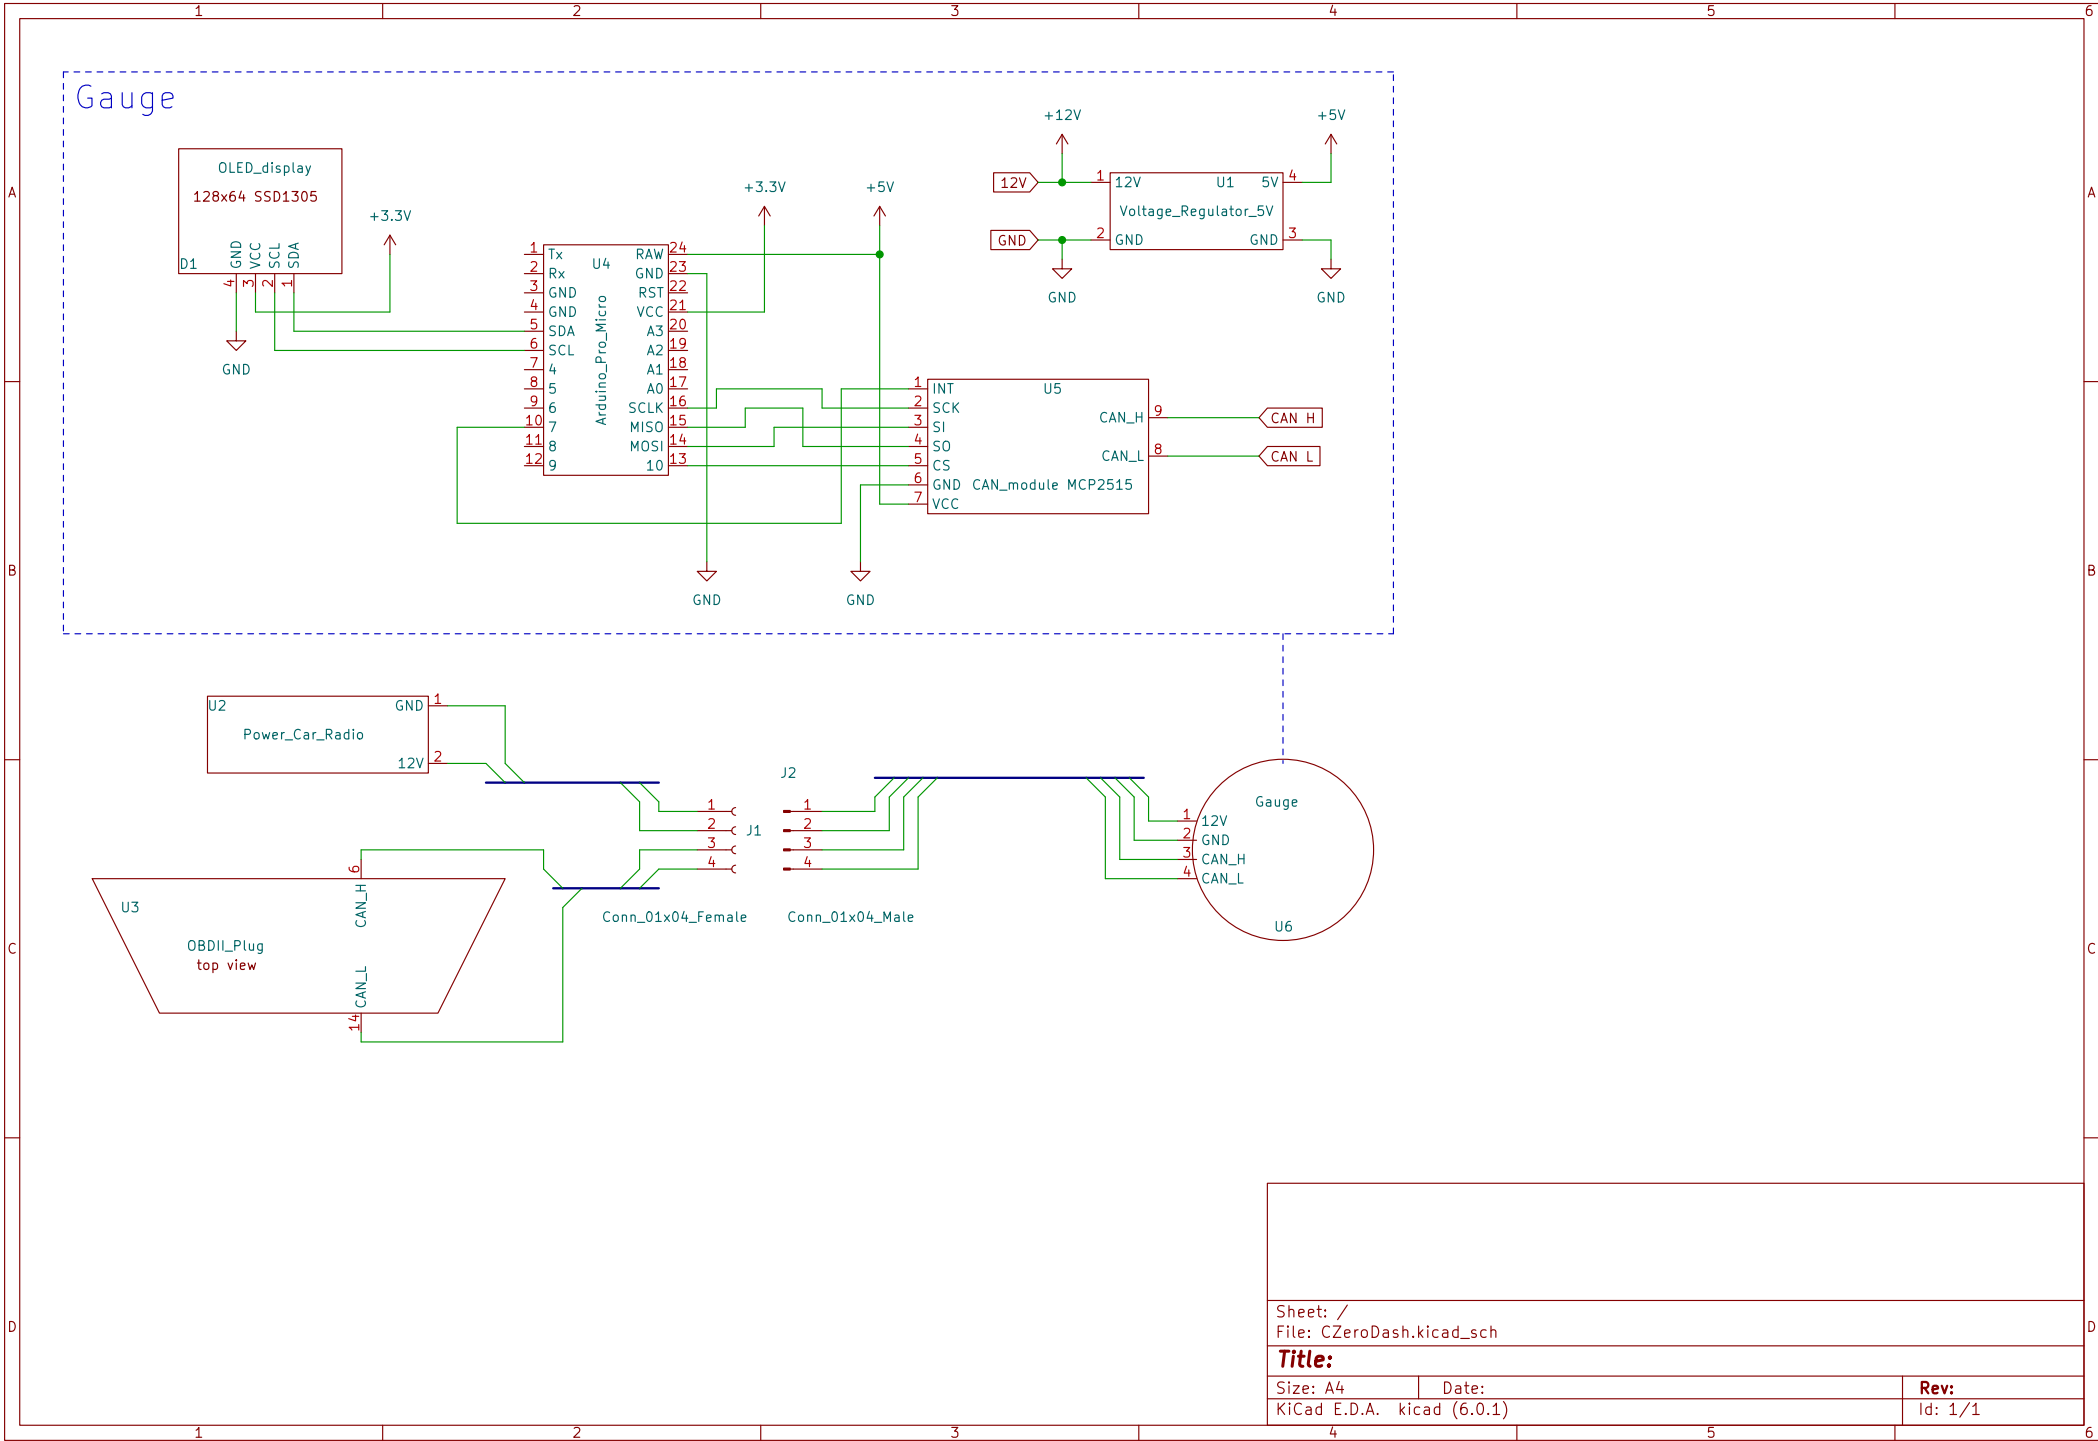 1 2 3 4 5 6
Gauge
OLED_display
128x64 SSD1305
D1
GND
VCC
SCL
SDA
4
3
2
1
+3.3V
GND
+3.3V
+5V
U4
Arduino_Pro_Micro
1 Tx
2 Rx
3 GND
4 GND
5 SDA
6 SCL
7 4
8 5
9 6
10 7
11 8
12 9
RAW 24
GND 23
RST 22
VCC 21
A3 20
A2 19
A1 18
A0 17
SCLK 16
MISO 15
MOSI 14
10 13
GND
GND
+12V
+5V
12V
GND
1 12V
U1
5V 4
Voltage_Regulator_5V
2 GND
GND 3
GND
GND
U5
1 INT
2 SCK
3 SI
4 SO
5 CS
6 GND
7 VCC
CAN_module MCP2515
CAN_H 9
CAN_L 8
CAN H
CAN L
A
A
B
B
U2
GND 1
Power_Car_Radio
12V 2
J2
1
2
3
4
J1
1
2
3
4
Conn_01x04_Female
Conn_01x04_Male
Gauge
1 12V
2 GND
3 CAN_H
4 CAN_L
U6
U3
OBDII_Plug
top view
6
CAN_H
CAN_L
14
C
C
D
D
Sheet: /
File: CZeroDash.kicad_sch
Title:
Size: A4 Date: Rev:
KiCad E.D.A. kicad (6.0.1) Id: 1/1
1 2 3 4 5 6